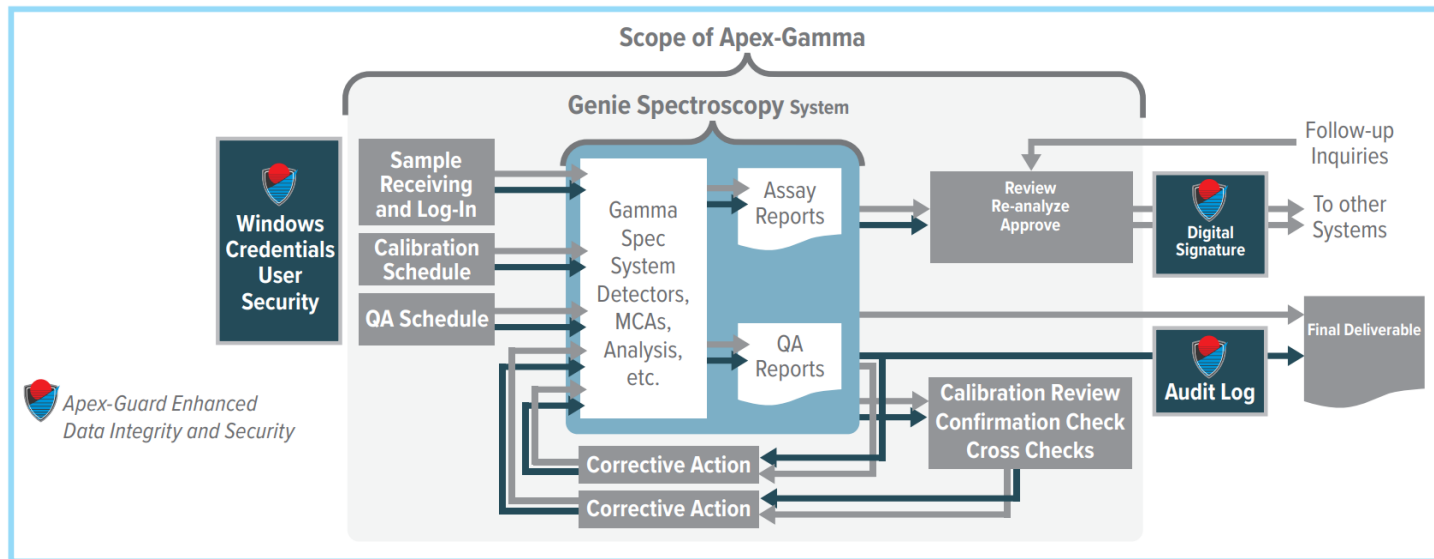 Scope of Apex-Gamma
Genie Spectroscopy System
Windows
Credentials
User
Security
Sample
Receiving
and Log-In
Calibration
Schedule
QA Schedule
Gamma
Spec
System
Detectors,
MCAs,
Analysis,
etc.
Assay
Reports
QA
Reports
Review
Re-analyze
Approve
Follow-up
Inquiries
Digital
Signature
To other
Systems
Final Deliverable
Audit Log
Calibration Review
Confirmation Check
Cross Checks
Corrective Action
Corrective Action
Apex-Guard Enhanced
Data Integrity and Security